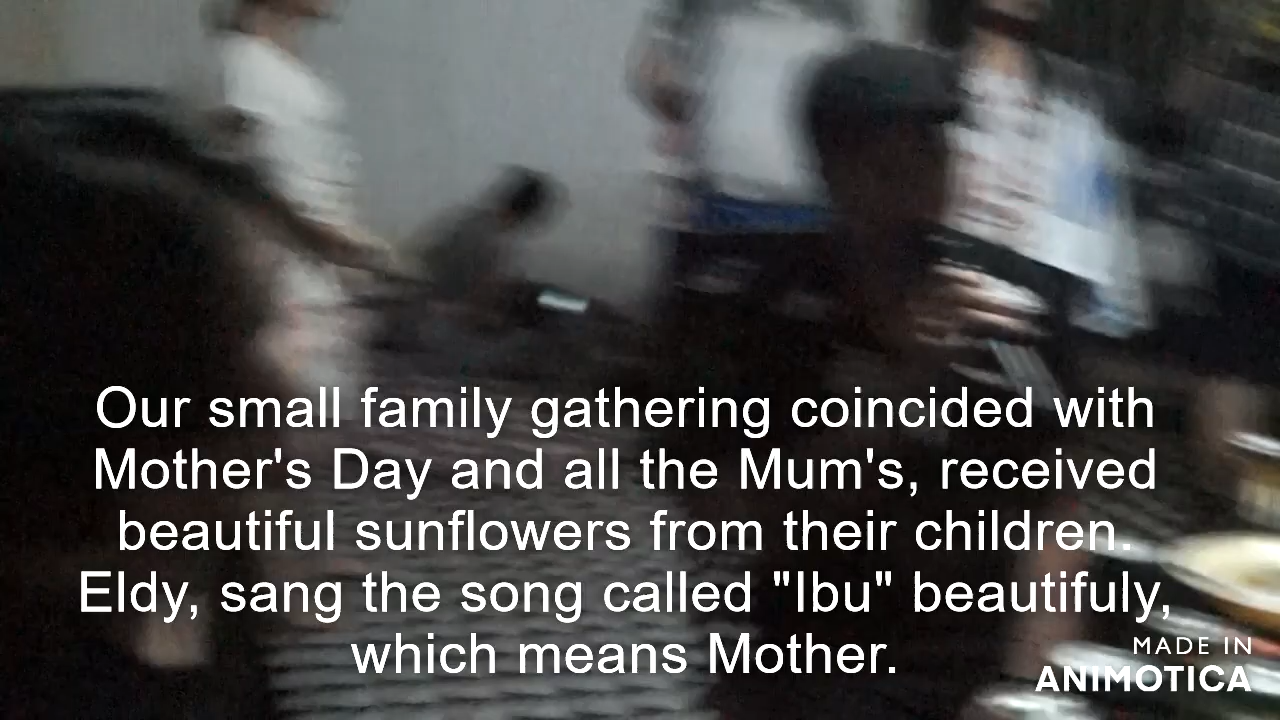 Our small family gathering coincided with
Mother's Day and all the Mum's, received
beautiful sunflowers from their children.
Eldy, sang the song called "Ibu" beautifuly,
which means Mother.
MADE IN
ANIMOTICA